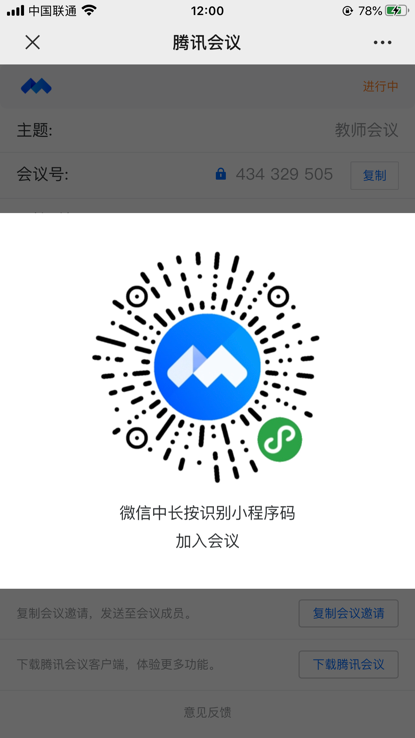 中国联通
12:00
78%
腾讯会议
进行中
主题:
教师会议
会议号:
434 329 505
复制
微信中长按识别小程序码
加入会议
复制会议邀请，发送至会议成员。
复制会议邀请
下载腾讯会议客户端，体验更多功能。
下载腾讯会议
意见反馈